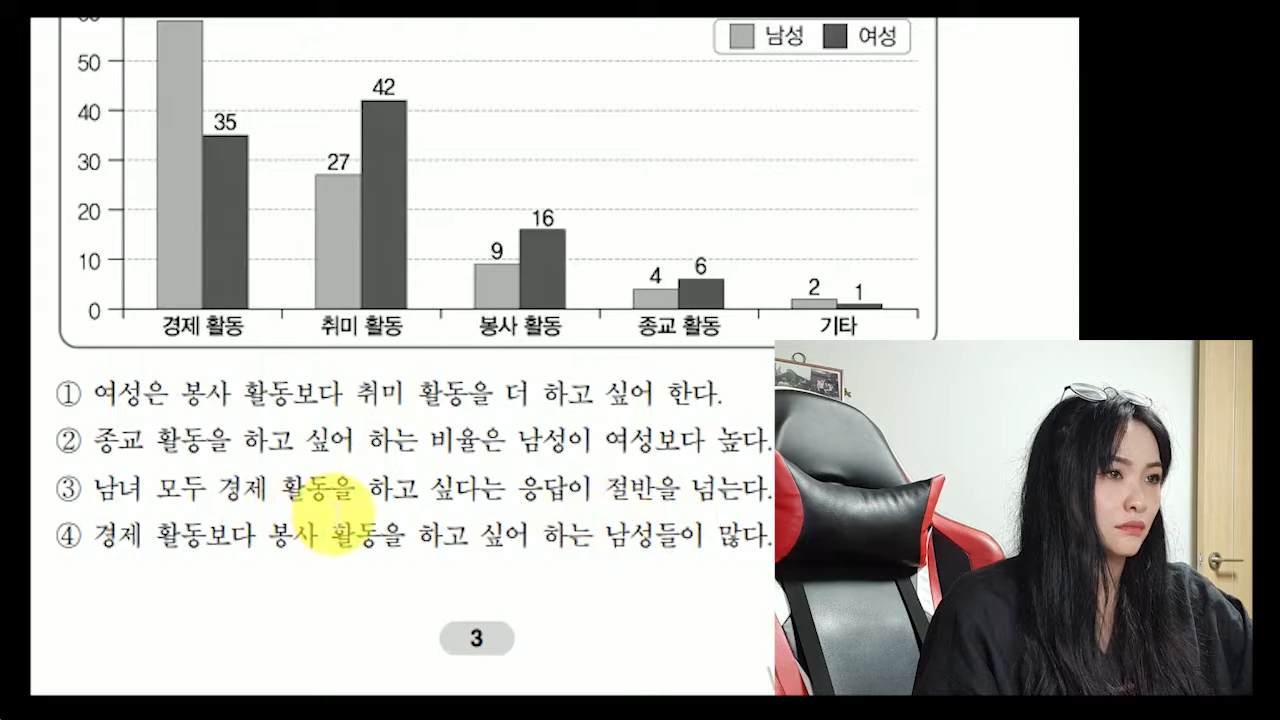 남성 여성
50
40
30
20
10
0
35
27
42
9
16
4
6
2
1
경제 활동 취미 활동 봉사 활동 종교 활동 기타
① 여성은 봉사 활동보다 취미 활동을 더 하고 싶어 한다.
② 종교 활동을 하고 싶어 하는 비율은 남성이 여성보다 높다.
③ 남녀 모두 경제 활동을 하고 싶다는 응답이 절반을 넘는다.
④ 경제 활동보다 봉사 활동을 하고 싶어 하는 남성들이 많다.
3